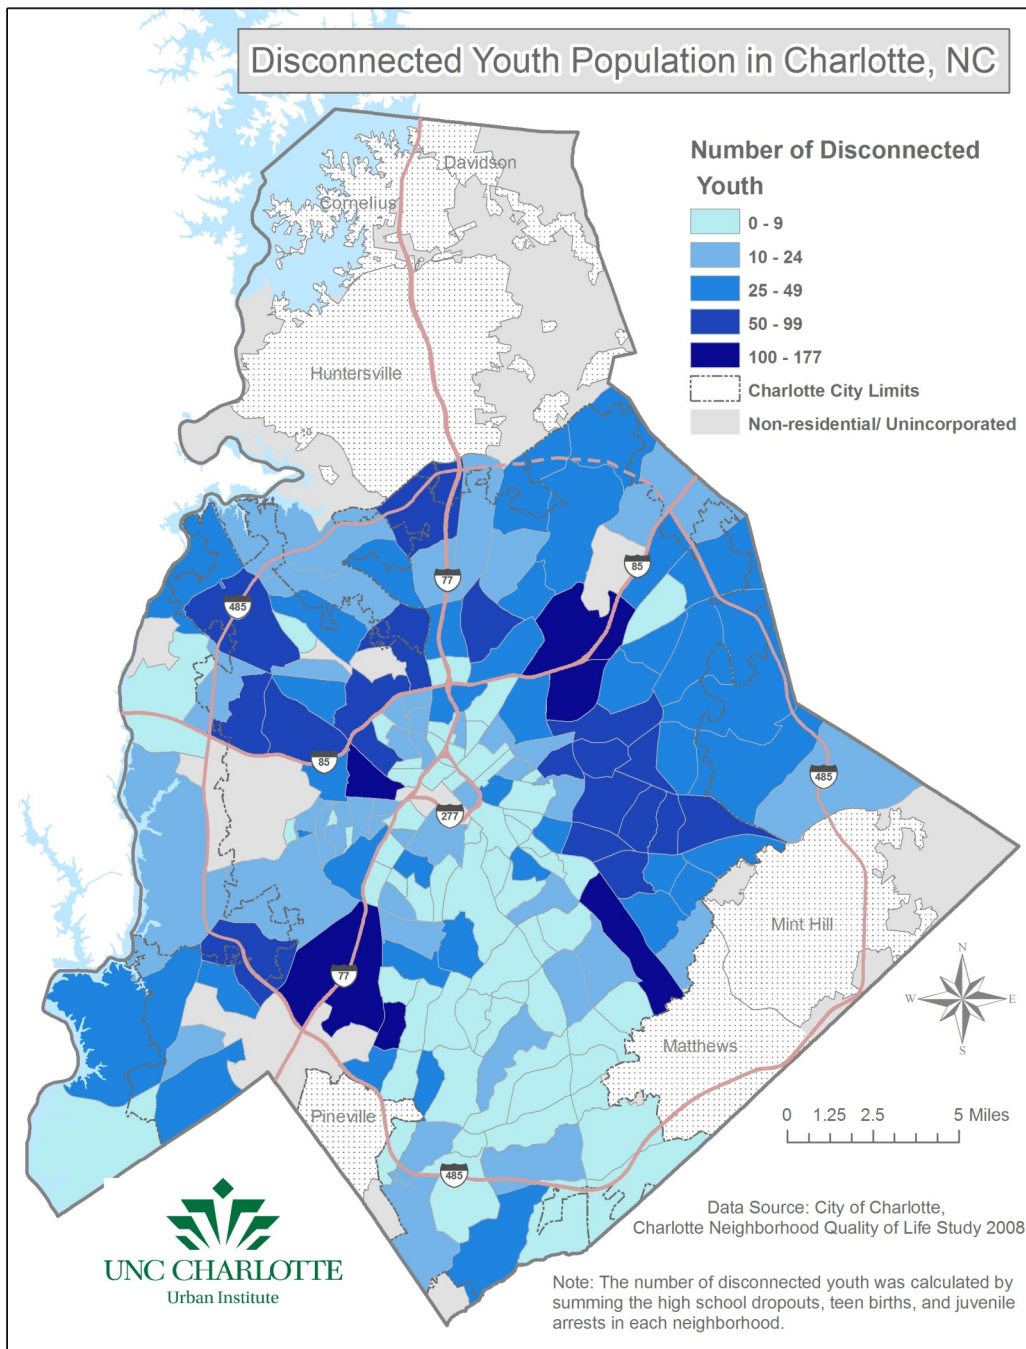 Disconnected Youth Population in Charlotte, NC
Number of Disconnected
Youth
0 - 9
10 - 24
25 - 49
50 - 99
100 - 177
Charlotte City Limits
Non-residential/ Unincorporated
Davidson
Cornelius
Huntersville
77
85
485
85
277
485
Mint Hill
77
Matthews
Pineville
485
N
W
E
S
0 1.25 2.5 5 Miles
UNC CHARLOTTE
Urban Institute
Data Source: City of Charlotte,
Charlotte Neighborhood Quality of Life Study 2008
Note: The number of disconnected youth was calculated by
summing the high school dropouts, teen births, and juvenile
arrests in each neighborhood.